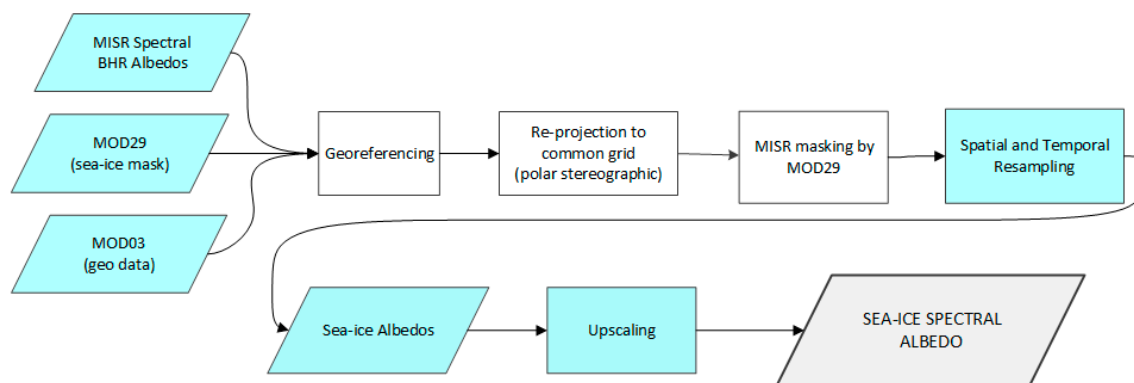 MISR Spectral
BHR Albedos
MOD29
(sea-ice mask)
MOD03
(geo data)
Georeferencing
Re-projection to
common grid
(polar stereographic)
MISR masking by
MOD29
Spatial and Temporal
Resampling
Sea-ice Albedos
Upscaling
SEA-ICE SPECTRAL
ALBEDO